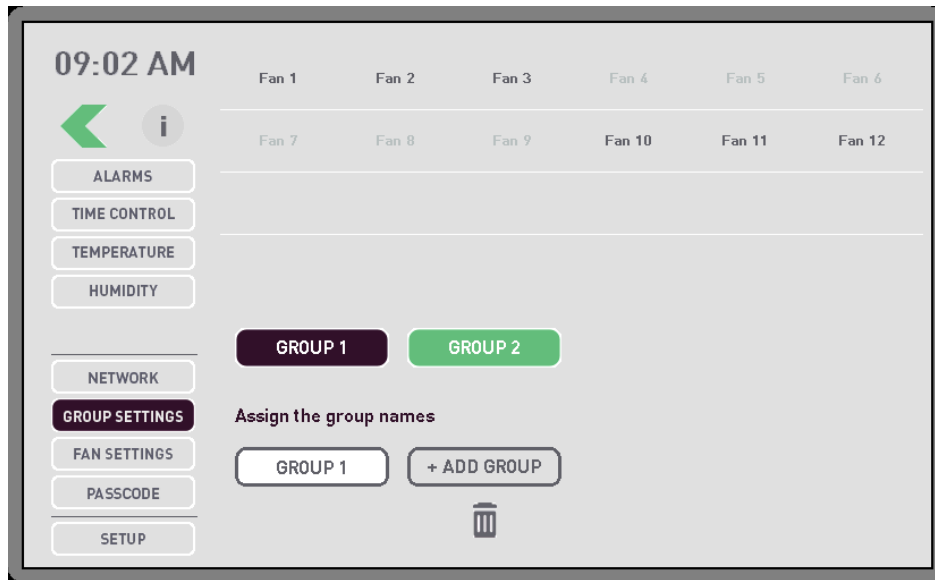 09:02 AM
i
ALARMS
TIME CONTROL
TEMPERATURE
HUMIDITY
NETWORK
GROUP SETTINGS
FAN SETTINGS
PASSCODE
SETUP
Fan 1 Fan 2 Fan 3 Fan 4 Fan 5 Fan 6
Fan 7 Fan 8 Fan 9 Fan 10 Fan 11 Fan 12
GROUP 1 GROUP 2
Assign the group names
GROUP 1 + ADD GROUP